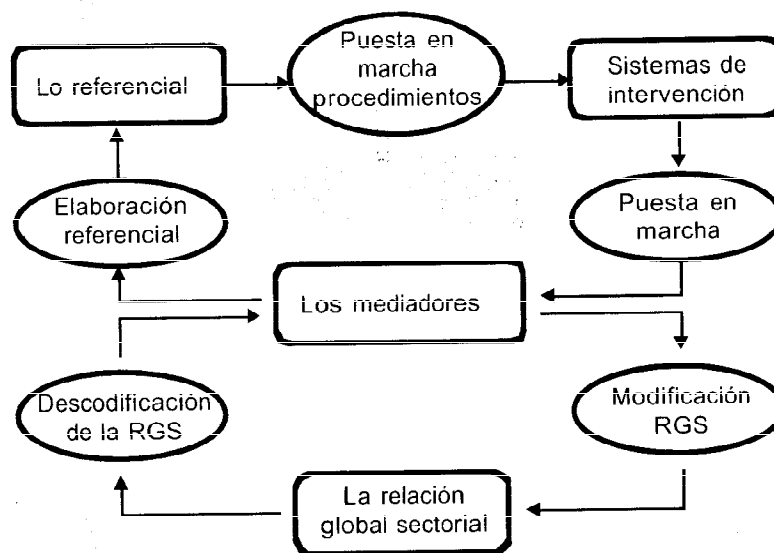 Lo referencial
Puesta en
marcha
procedimientos
Sistemas de
intervención
Elaboración
referencial
Puesta en
marcha
Los mediadores
Descodificación
de la RGS
Modificación
RGS
La relación
global sectorial